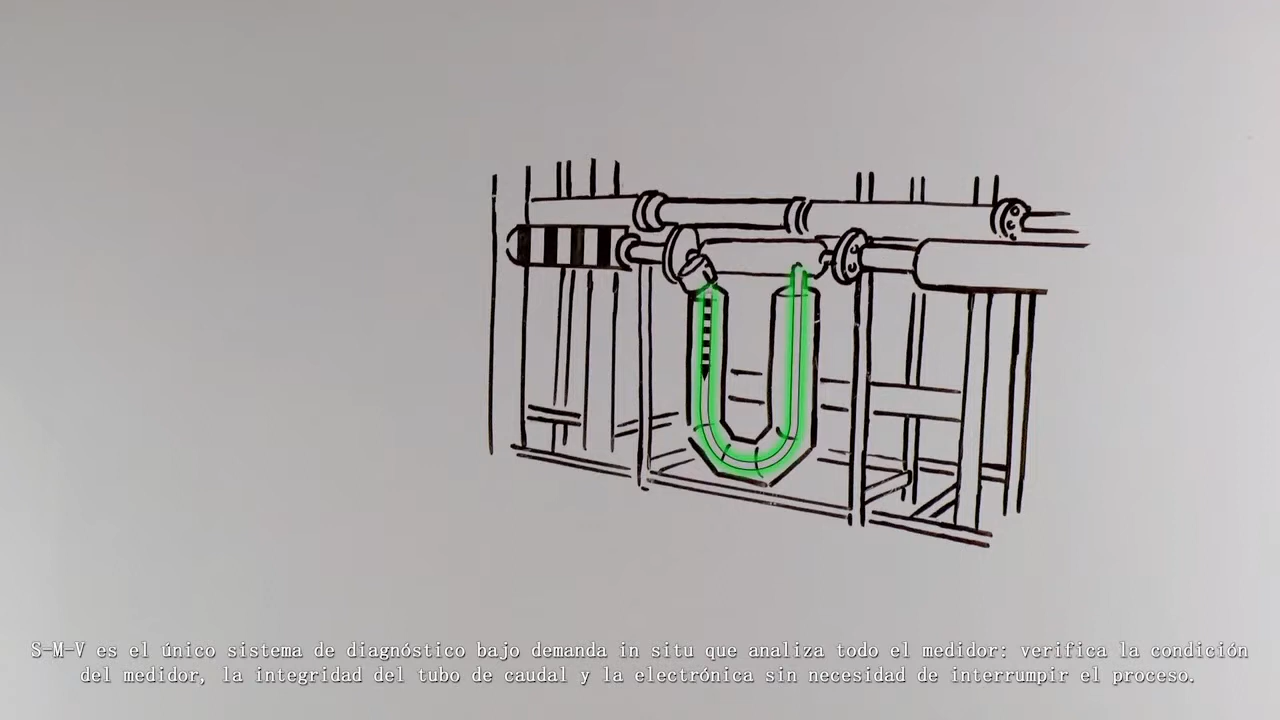 S-M-V es el único sistema de diagnóstico bajo demanda in situ que analiza todo el medidor: verifica la condición
del medidor, la integridad del tubo de caudal y la electrónica sin necesidad de interrumpir el proceso.